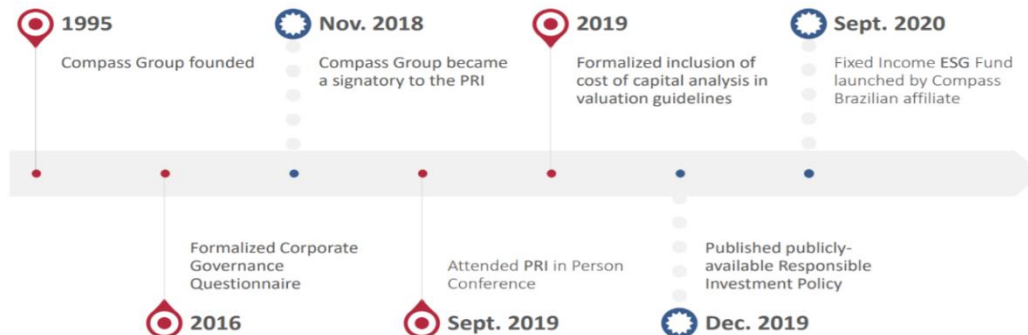 1995
Compass Group founded
Nov. 2018
Compass Group became
a signatory to the PRI
2019
Formalized inclusion of
cost of capital analysis in
valuation guidelines
Sept. 2020
Fixed Income ESG Fund
launched by Compass
Brazilian affiliate
Formalized Corporate
Governance
Questionnaire
2016
Attended PRI in Person
Conference
Sept. 2019
Published publicly-
available Responsible
Investment Policy
Dec. 2019